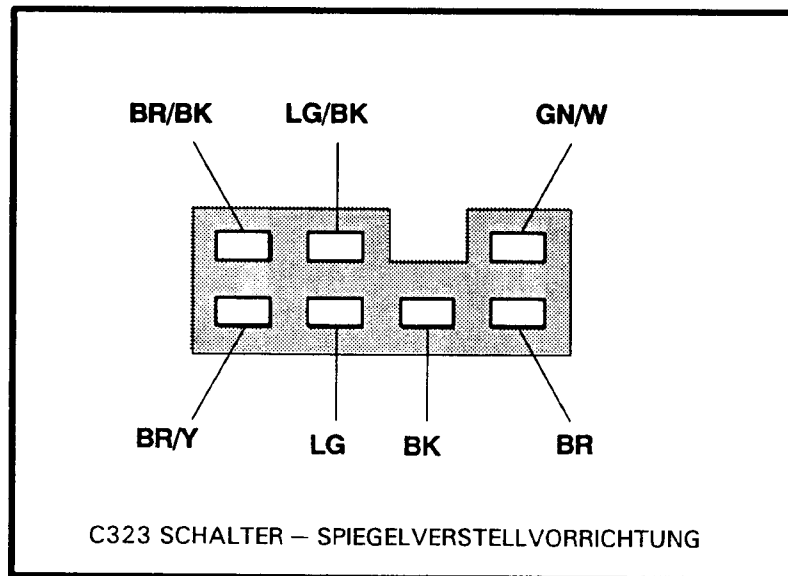 BR/BK LG/BK GN/W
BR/Y LG BK BR
C323 SCHALTER – SPIEGELVERSTELLVORRICHTUNG